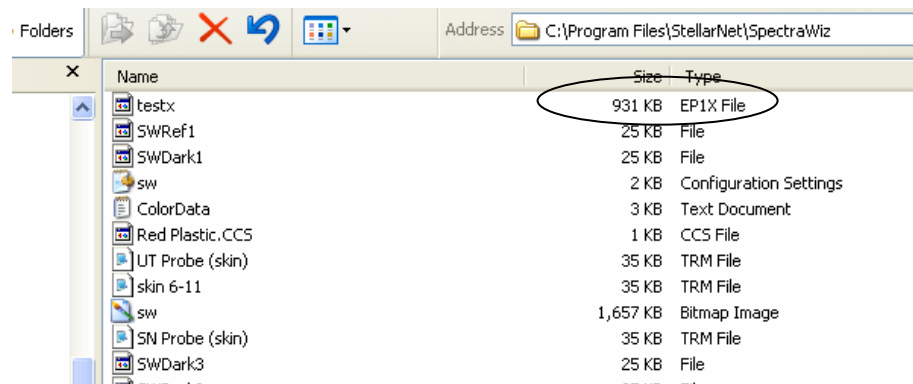 Folders Address C:\Program Files\StellarNet\SpectraWiz
× Name Size Type
testx 931 KB EP1X File
SWRef1 25 KB File
SWDark1 25 KB File
sw 2 KB Configuration Settings
ColorData 3 KB Text Document
Red Plastic.CCS 1 KB CCS File
UT Probe (skin) 35 KB TRM File
skin 6-11 35 KB TRM File
sw 1,657 KB Bitmap Image
SN Probe (skin) 35 KB TRM File
SWDark3 25 KB File